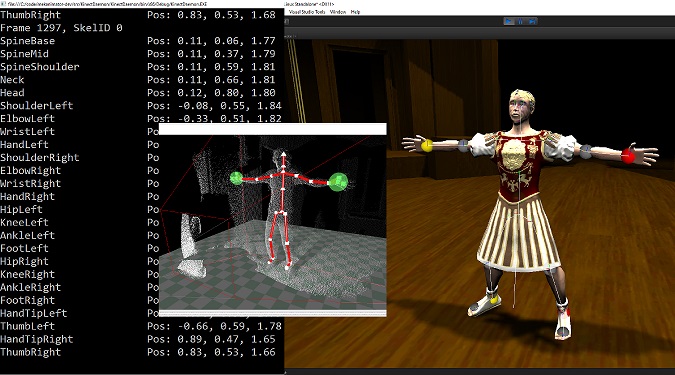 file:///C:/code/
KinectDaemon/KinectDaemon/bin/x86/Debug/KinectDaemon.EXE
ThumbRight Pos: 0.83, 0.53, 1.68
Frame 1297, SkelID 0
SpineBase Pos: 0.11, 0.06, 1.77
SpineMid Pos: 0.11, 0.37, 1.79
SpineShoulder Pos: 0.11, 0.59, 1.81
Neck Pos: 0.11, 0.66, 1.81
Head Pos: 0.12, 0.80, 1.80
ShoulderLeft Pos: -0.08, 0.55, 1.84
ElbowLeft Pos: -0.33, 0.51, 1.82
WristLeft Po
HandLeft Po
ShoulderRight Po
ElbowRight Po
WristRight Po
HandRight Po
HipLeft Po
KneeLeft Po
AnkleLeft Po
FootLeft Po
HipRight Po
KneeRight Po
AnkleRight Po
FootRight Po
HandTipLeft Po
ThumbLeft Pos: -0.66, 0.59, 1.78
HandTipRight Pos: 0.89, 0.47, 1.65
ThumbRight Pos: 0.83, 0.53, 1.66
Linux Standalone* <DX11>
Visual Studio Tools Window Help